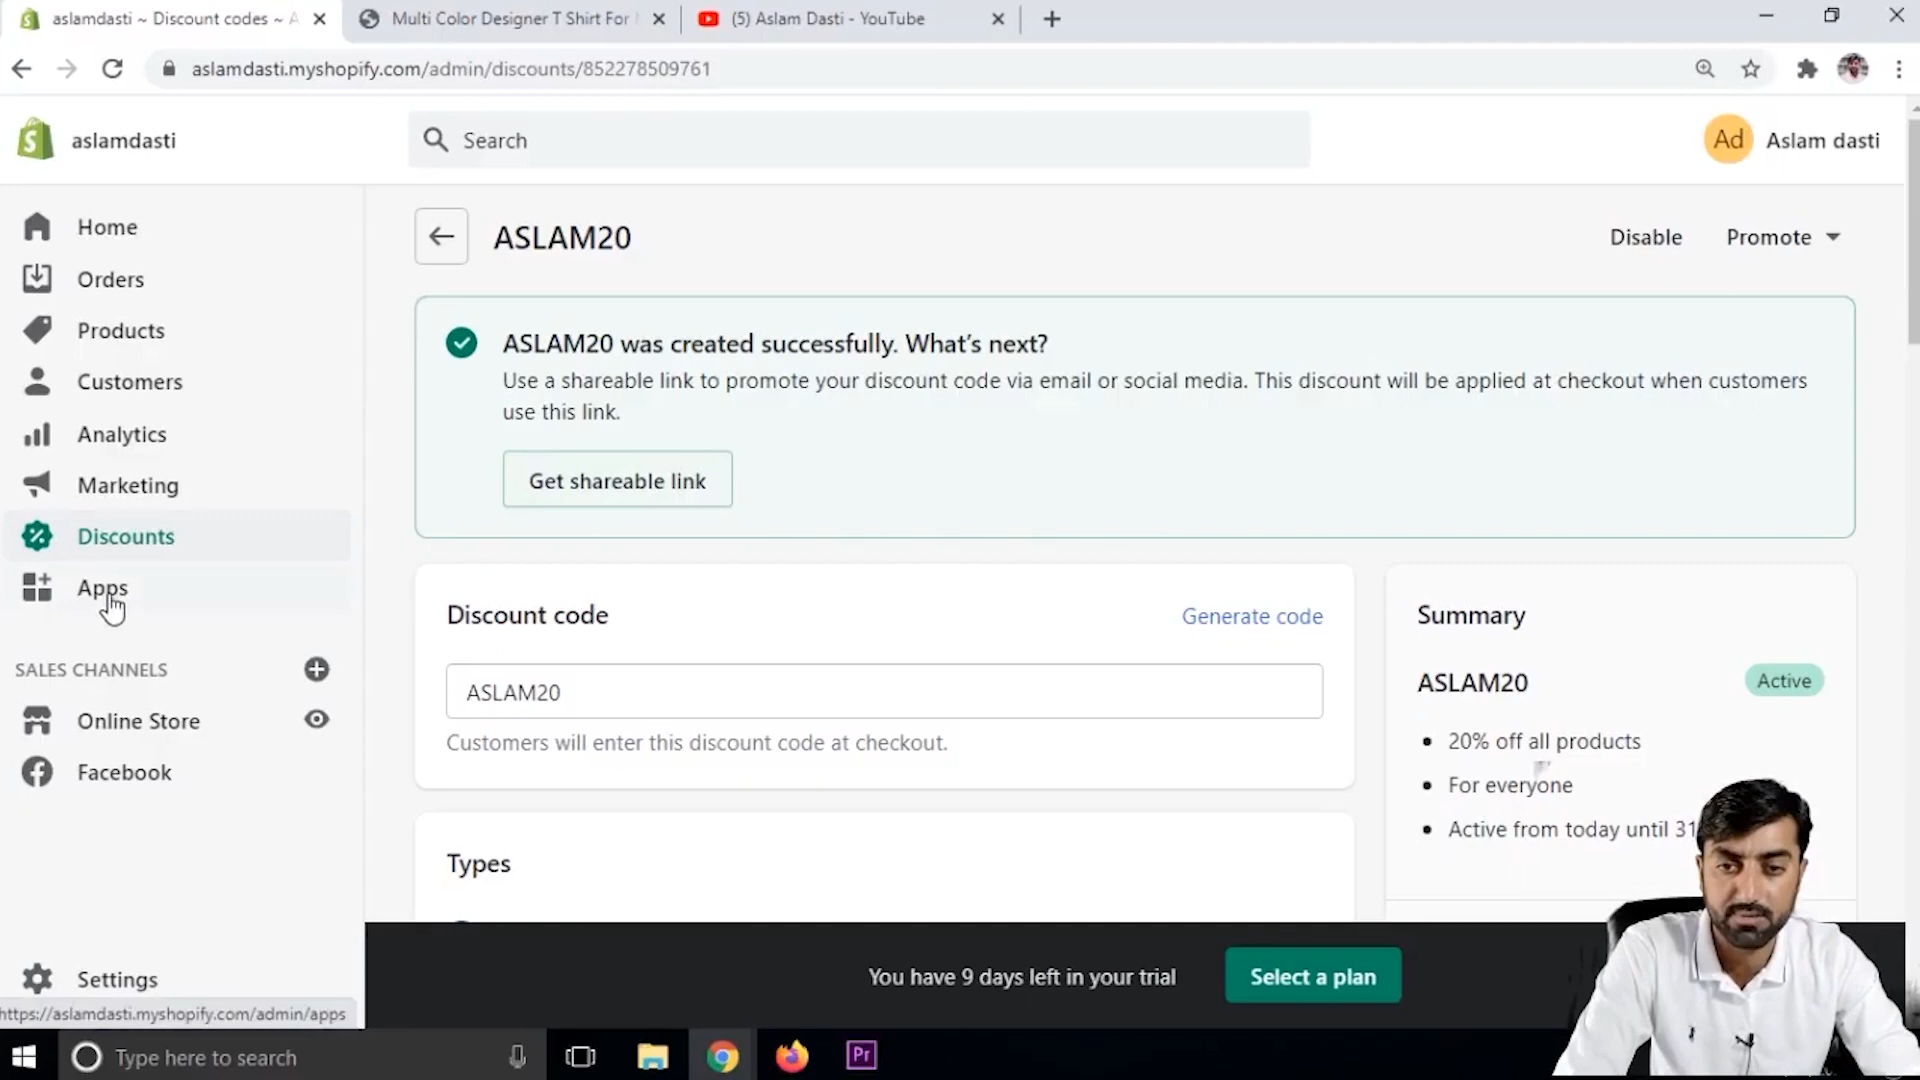 aslamdasti ~ Discount codes ~ A
Multi Color Designer T Shirt For
(5) Aslam Dasti - YouTube
aslamdasti.myshopify.com/admin/discounts/852278509761
aslamdasti
Search
Ad
Aslam dasti
Home
Orders
Products
Customers
Analytics
Marketing
Discounts
Apps
SALES CHANNELS
Online Store
Facebook
Settings
https://aslamdasti.myshopify.com/admin/apps
ASLAM20
Disable
Promote
ASLAM20 was created successfully. What's next?
Use a shareable link to promote your discount code via email or social media. This discount will be applied at checkout when customers
use this link.
Get shareable link
Discount code
Generate code
ASLAM20
Customers will enter this discount code at checkout.
Types
Summary
ASLAM20
Active
20% off all products
For everyone
Active from today until 31
You have 9 days left in your trial
Select a plan
Type here to search
Pr